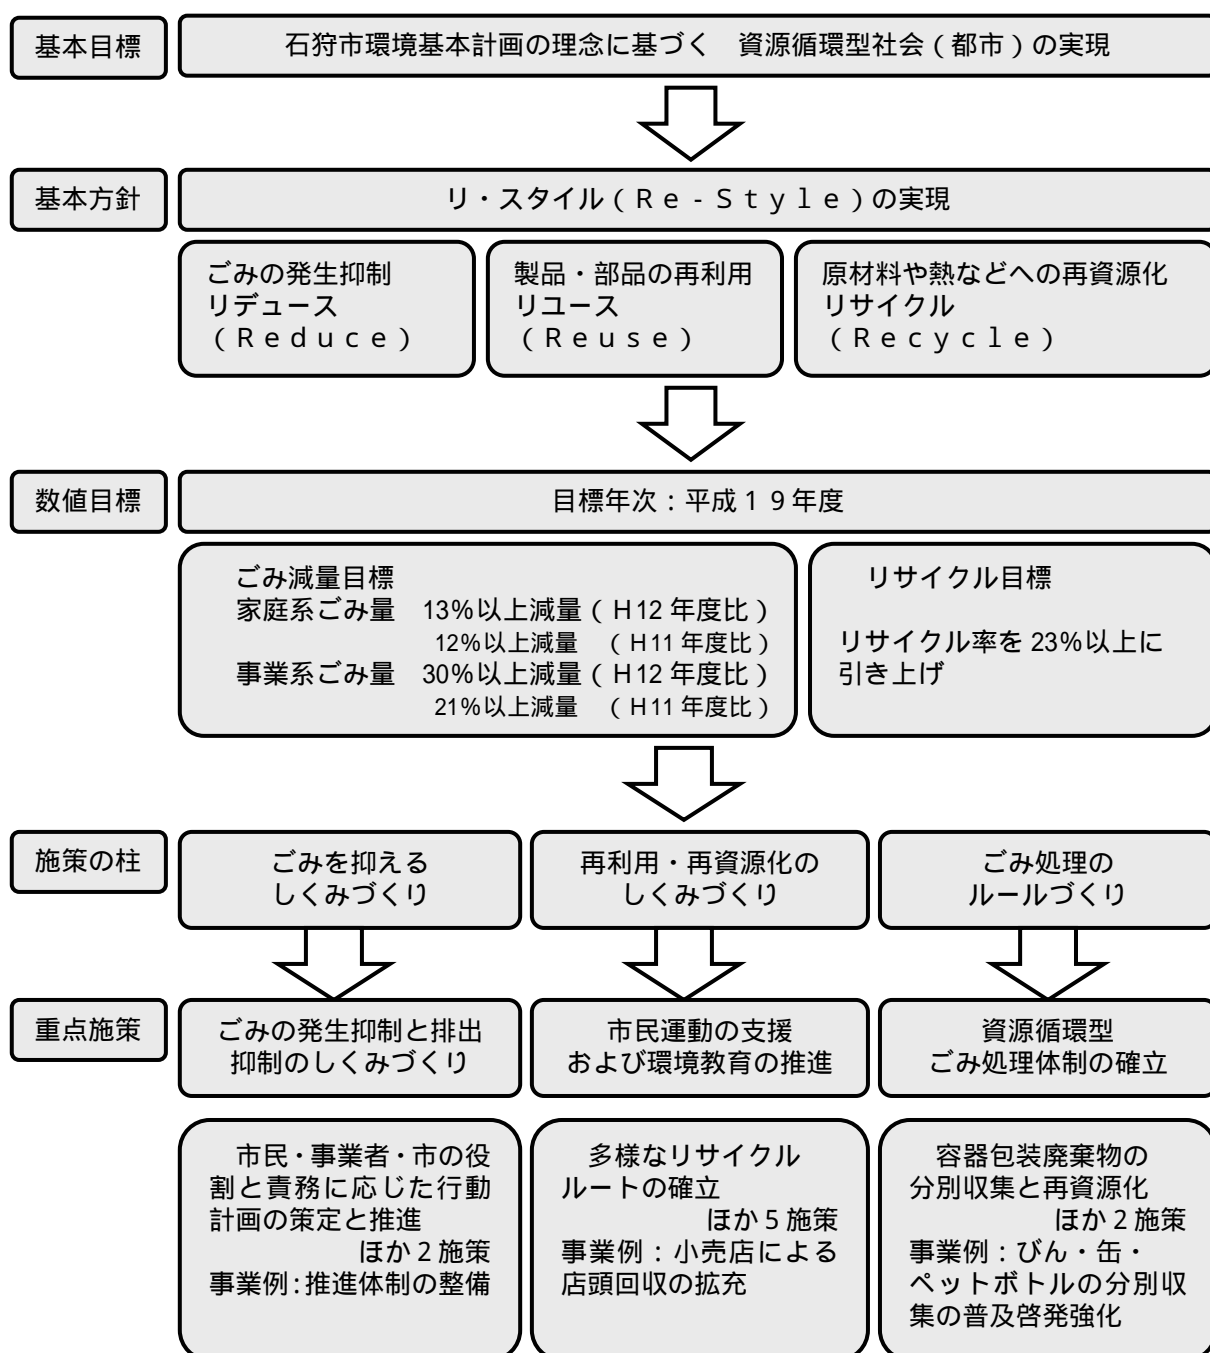 基本目標
石狩市環境基本計画の理念に基づく　資源循環型社会（都市）の実現
基本方針
リ・スタイル（Ｒｅ‐Ｓｔｙｌｅ）の実現
ごみの発生抑制
リデュース
（Ｒｅｄｕｃｅ）
製品・部品の再利用
リユース
（Ｒｅｕｓｅ）
原材料や熱などへの再資源化
リサイクル
（Ｒｅｃｙｃｌｅ）
数値目標
目標年次：平成１９年度
ごみ減量目標
家庭系ごみ量　13%以上減量（H12年度比）
12%以上減量　（H11年度比）
事業系ごみ量　30%以上減量（H12年度比）
21%以上減量　（H11年度比）
リサイクル目標
リサイクル率を23%以上に
引き上げ
施策の柱
ごみを抑える
しくみづくり
再利用・再資源化の
しくみづくり
ごみ処理の
ルールづくり
重点施策
ごみの発生抑制と排出
抑制のしくみづくり
市民運動の支援
および環境教育の推進
資源循環型
ごみ処理体制の確立
市民・事業者・市の役
割と責務に応じた行動
計画の策定と推進
ほか2施策
事業例：推進体制の整備
多様なリサイクル
ルートの確立
ほか5施策
事業例：小売店による
店頭回収の拡充
容器包装廃棄物の
分別収集と再資源化
ほか2施策
事業例：びん・缶・
ペットボトルの分別収
集の普及啓発強化